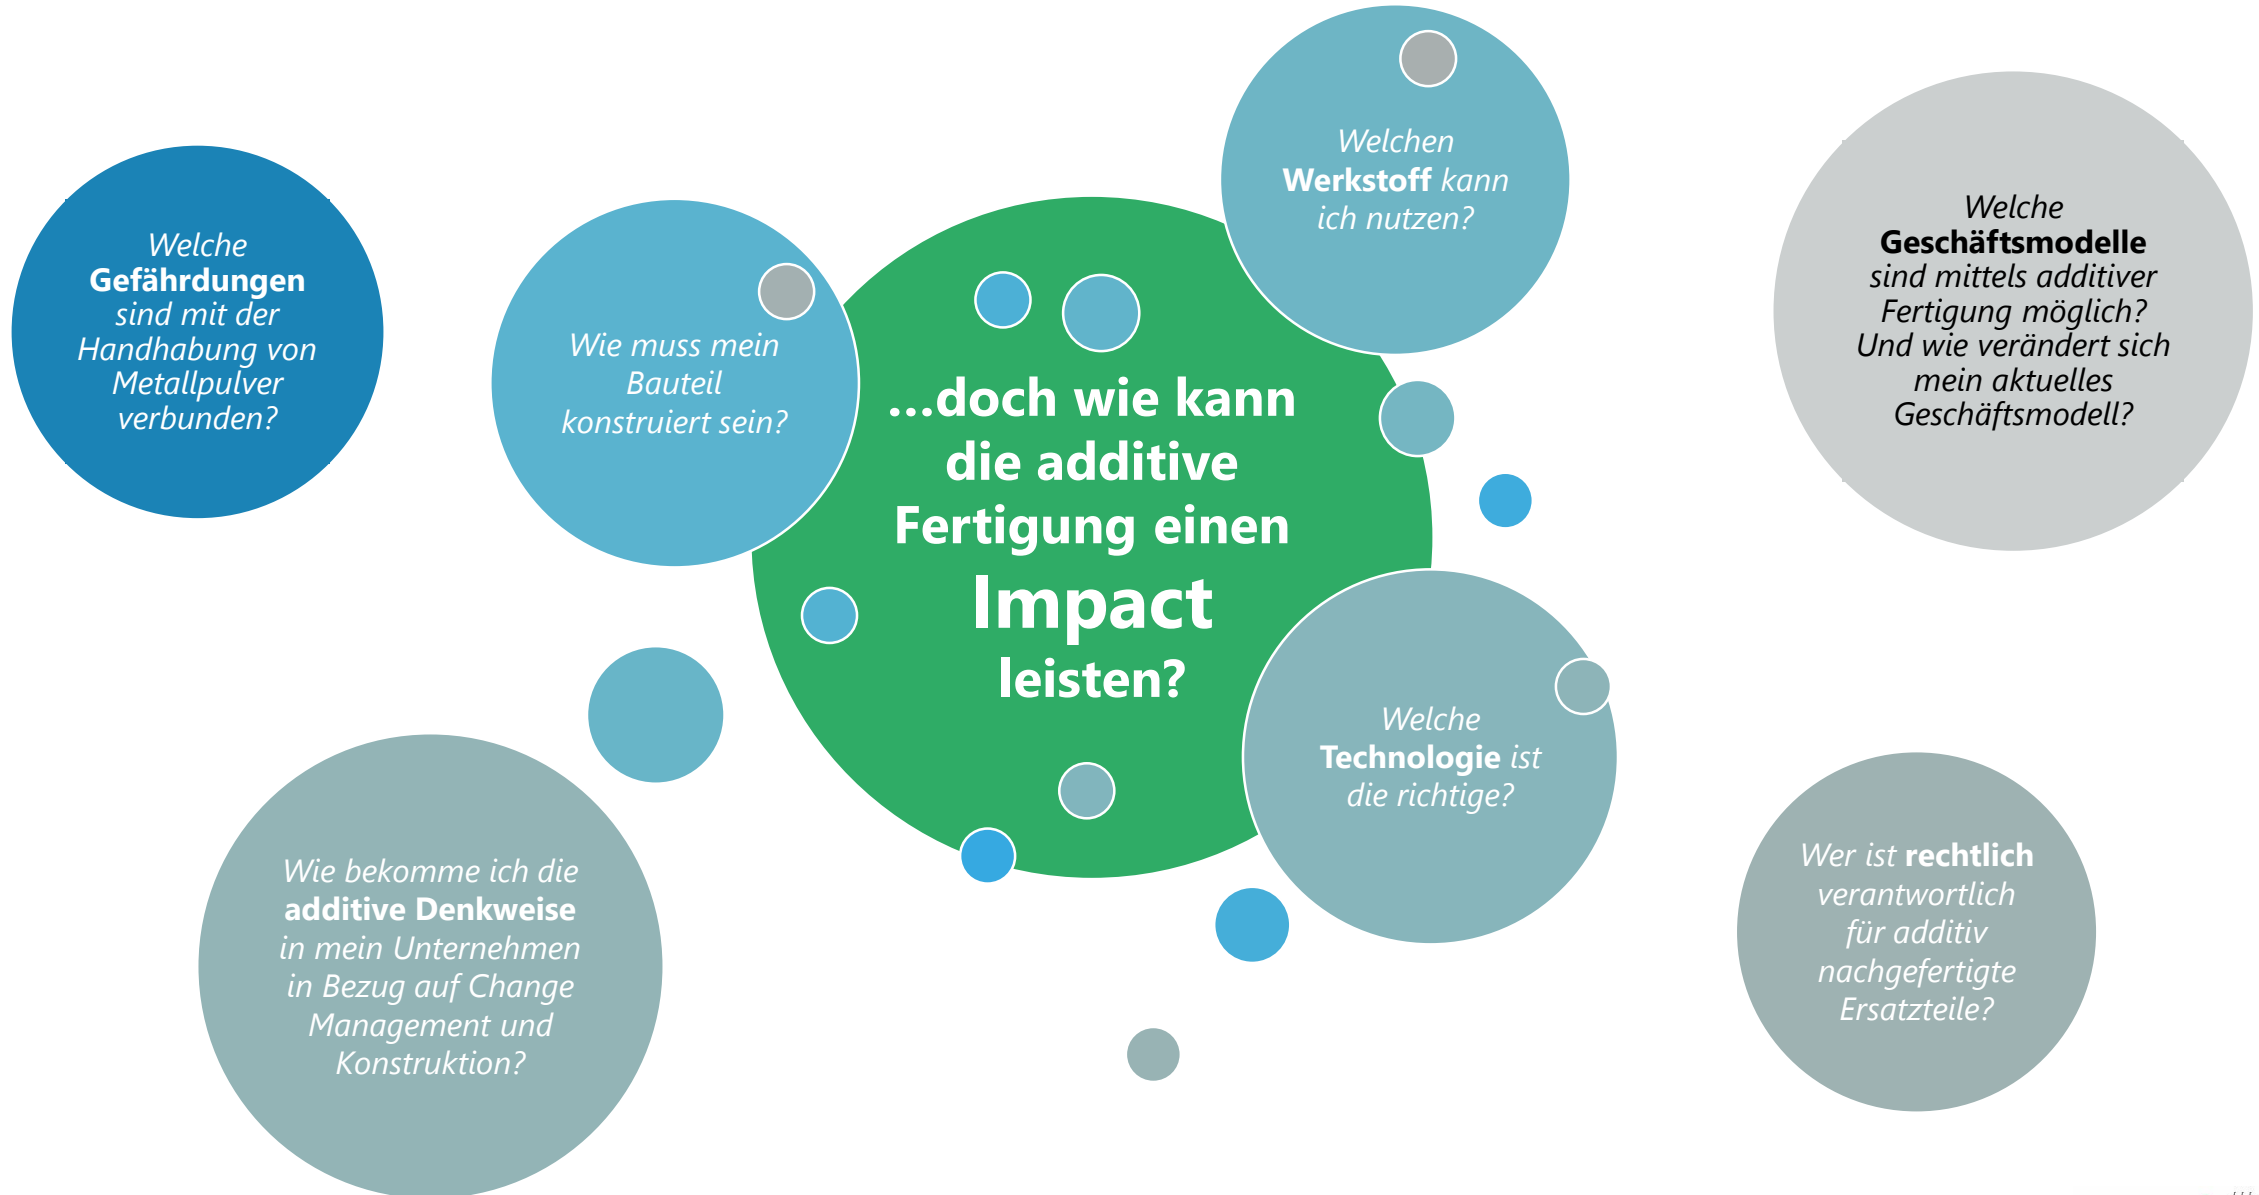 Welche
Gefährdungen
sind mit der
Handhabung von
Metallpulver
verbunden?
Wie muss mein
Bauteil
konstruiert sein?
Welchen
Werkstoff kann
ich nutzen?
Welche
Geschäftsmodelle
sind mittels additiver
Fertigung möglich?
Und wie verändert sich
mein aktuelles
Geschäftsmodell?
...doch wie kann
die additive
Fertigung einen
Impact
leisten?
Welche
Technologie ist
die richtige?
Wie bekomme ich die
additive Denkweise
in mein Unternehmen
in Bezug auf Change
Management und
Konstruktion?
Wer ist rechtlich
verantwortlich
für additiv
nachgefertigte
Ersatzteile?